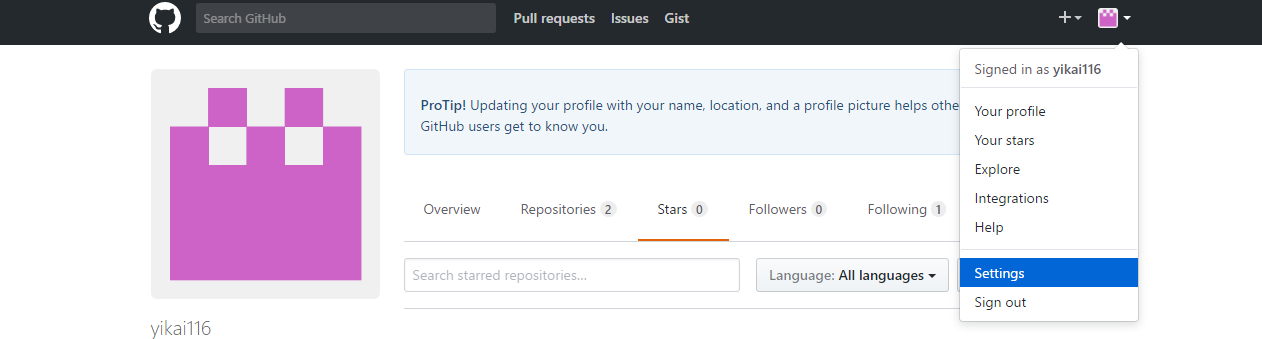 Search GitHub
Pull requests
Issues
Gist
Signed in as yikai116
Your profile
Your stars
Explore
Integrations
Help
Settings
Sign out
ProTip! Updating your profile with your name, location, and a profile picture helps othe
GitHub users get to know you.
Overview
Repositories 2
Stars 0
Followers 0
Following 1
Search starred repositories...
Language: All languages
yikai116